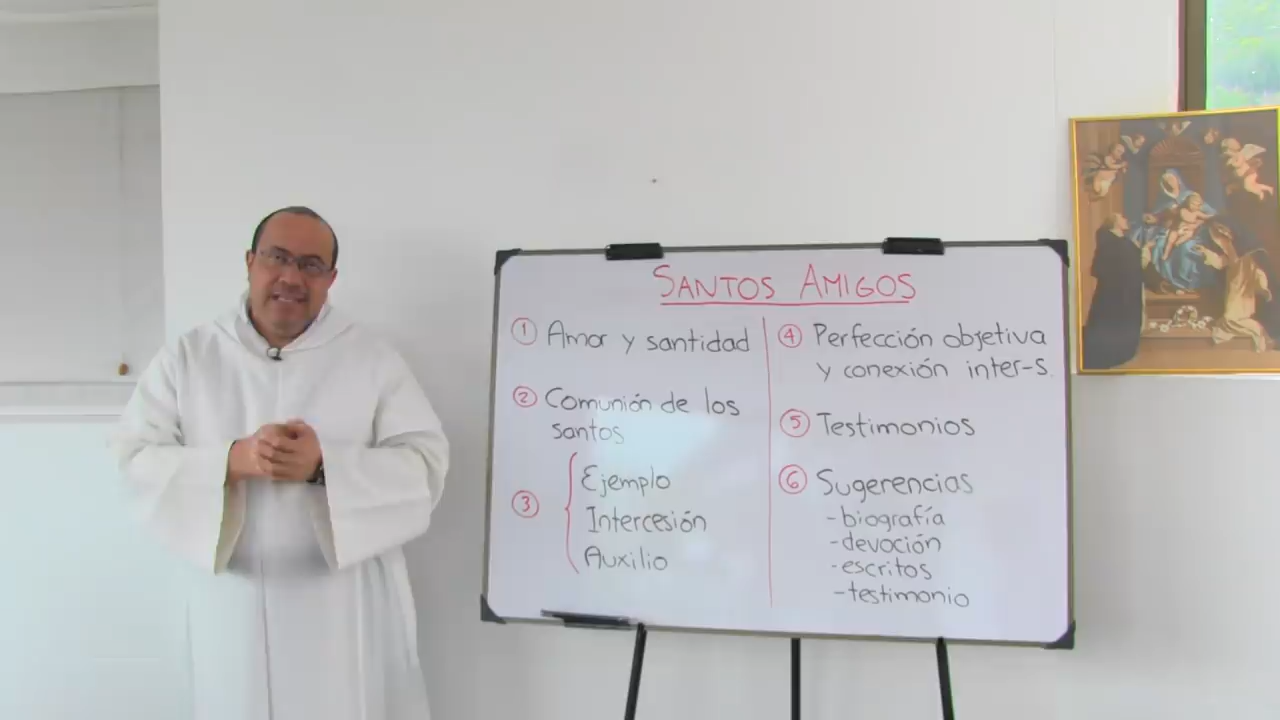 SANTOS AMIGOS
1 Amor y santidad
2 Comunión de los
santos
3 Ejemplo
Intercesión
Auxilio
4 Perfección objetiva
y conexión inter-s.
5 Testimonios
6 Sugerencias
-biografía
-devoción
-escritos
-testimonio